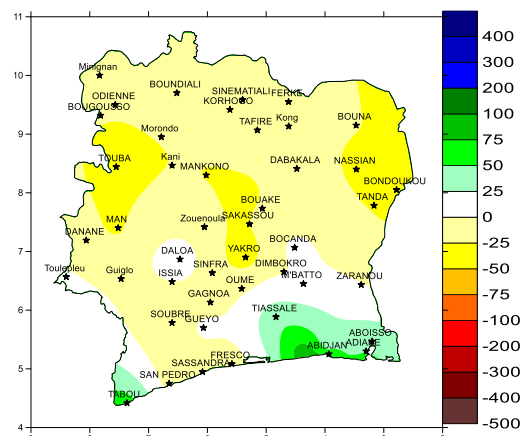 11
10
9
8
7
6
5
4
Minignan
ODIENNE
BOUGOUSSO
BOUNDIALI
SINEMATIALI
FERKE
KORHOGO
TAFIRE
Kong
BOUNA
Morondo
TOUBA
Kani
MANKONO
DABAKALA
NASSIAN
BONDOUKOU
TANDA
BOUAKE
MAN
Zouenoula
SAKASSOU
DANANE
DALOA
YAKRO
BOCANDA
Toulepleu
Guiglo
ISSIA
SINFRA
DIMBOKRO
M'BATTO
ZARANOU
OUME
GAGNOA
SOUBRE
GUEYO
TIASSALE
ABOISSO
ABIDJAN
ADIAKE
FRESCO
SASSANDRA
SAN PEDRO
TABOU
400
300
200
100
75
50
25
0
-25
-50
-75
-100
-200
-300
-400
-500